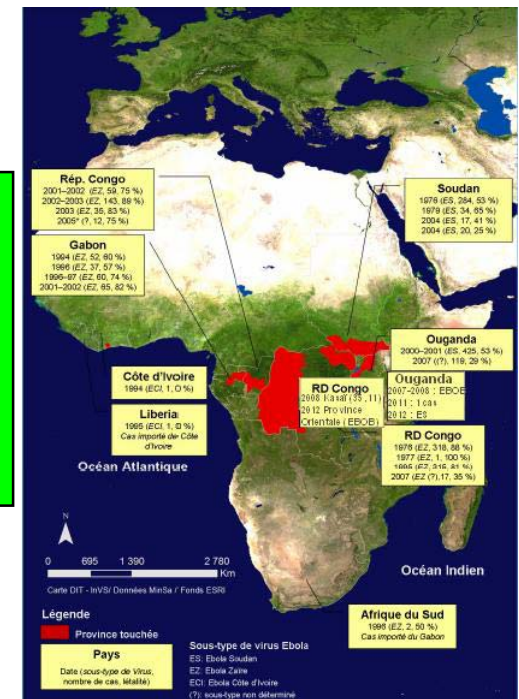 Rép. Congo
2001–2002 (EZ, 59, 75 %)
2002–2003 (EZ, 143, 89 %)
2003 (EZ, 35, 83 %)
2005* (?, 12, 75 %)
Gabon
1994 (EZ, 52, 60 %)
1996 (EZ, 37, 57 %)
1996–97 (EZ, 60, 74 %)
2001–2002 (EZ, 65, 82 %)
Soudan
1976 (ES, 284, 53 %)
1979 (ES, 34, 65 %)
2004 (ES, 17, 41 %)
2004 (ES, 20, 25 %)
Ouganda
2000–2001 (ES, 425, 53 %)
2007 ((?), 119, 29 %)
Ouganda
2007-2008 : EBOB
2011 : 1 cas
2012 : ES
Côte d'Ivoire
1994 (ECI, 1, 0 %)
Liberia
1995 (ECI, 1, 0 %)
Cas importé de Côte
d'Ivoire
RD Congo
2008 Kasaï (35, 11)
2012 Province
Orientale (EBOB)
RD Congo
1976 (EZ, 318, 88 %)
1977 (EZ, 1, 100 %)
1995 (EZ, 315, 81 %)
2007 (EZ (?), 17, 35 %)
Océan Atlantique
Océan Indien
N
0 695 1 390 2 780
Km
Carte DIT - InVS/ Données MinSa / Fonds ESRI
Afrique du Sud
1996 (EZ, 2, 50 %)
Cas importé du Gabon
Légende
Province touchée
Pays
Date (sous-type de Virus,
nombre de cas, létalité)
Sous-type de virus Ebola
ES: Ebola Soudan
EZ: Ebola Zaïre
ECI: Ebola Côte d'Ivoire
(?): sous-type non déterminé